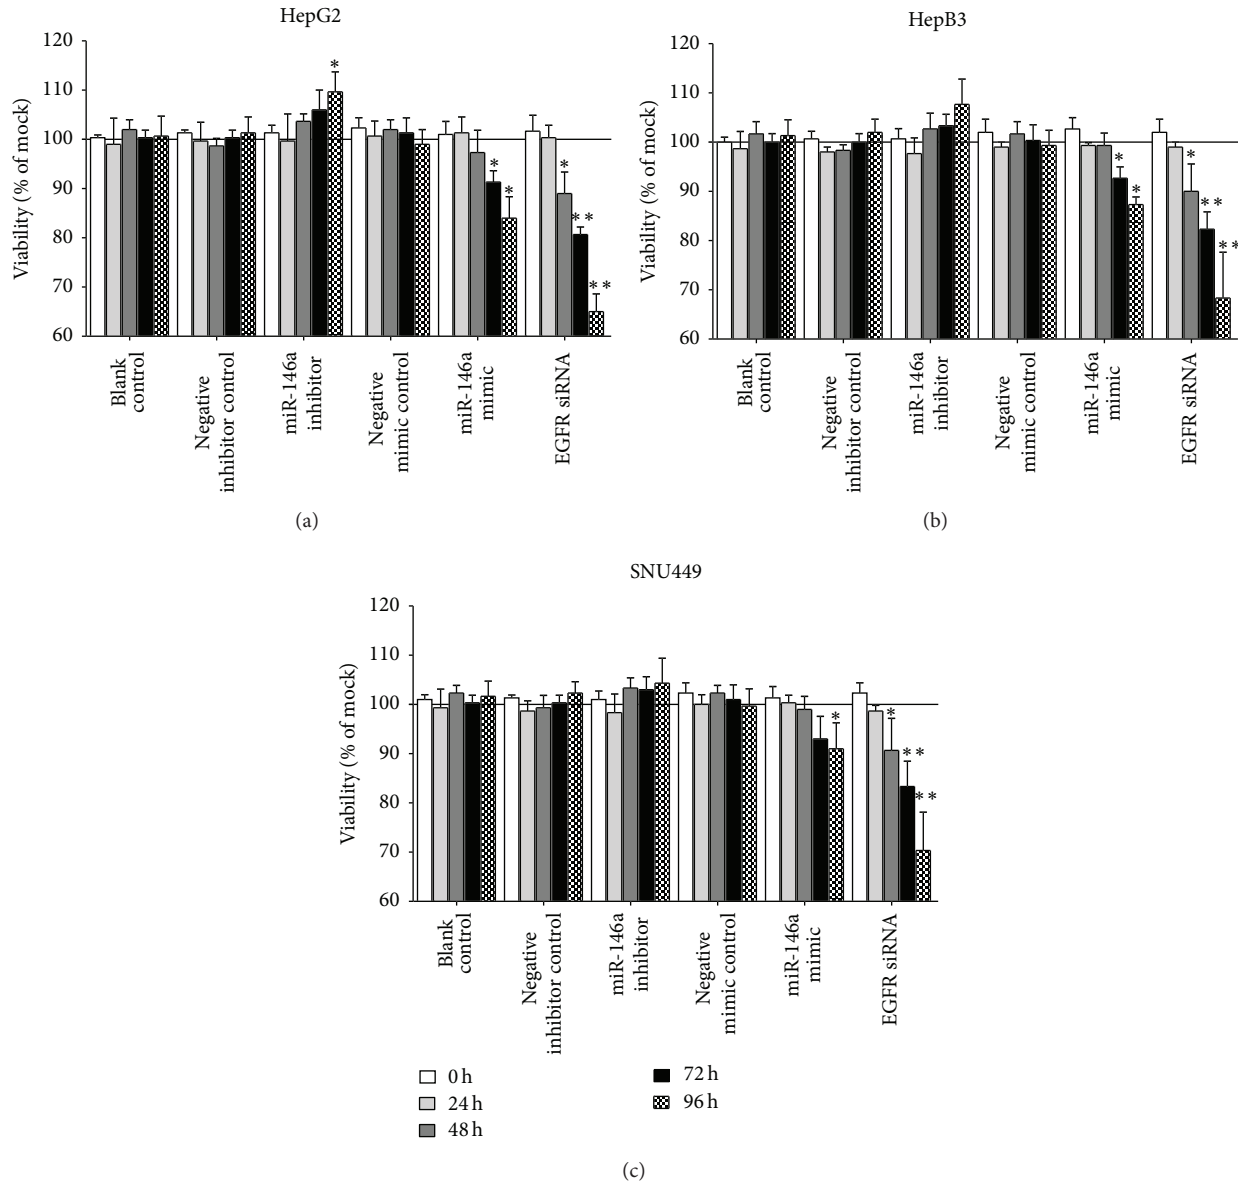 HepG2
120
110
100
90
80
70
60
Viability (% of mock)
*
*
*
*
**
**
Blank
control
Negative
inhibitor control
miR-146a
inhibitor
Negative
mimic control
miR-146a
mimic
EGFR siRNA
(a)
HepB3
120
110
100
90
80
70
60
Viability (% of mock)
*
*
*
**
**
Blank
control
Negative
inhibitor control
miR-146a
inhibitor
Negative
mimic control
miR-146a
mimic
EGFR siRNA
(b)
SNU449
120
110
100
90
80
70
60
Viability (% of mock)
*
*
**
**
Blank
control
Negative
inhibitor control
miR-146a
inhibitor
Negative
mimic control
miR-146a
mimic
EGFR siRNA
0 h
24 h
48 h
72 h
96 h
(c)